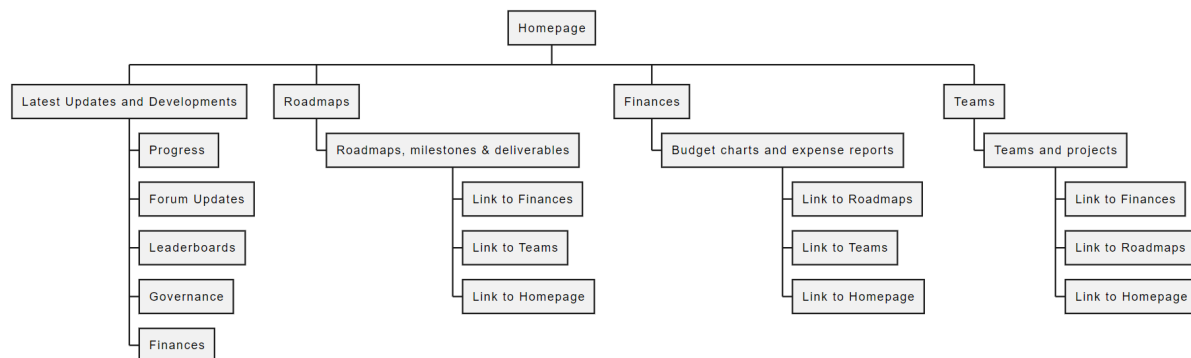 Homepage
Latest Updates and Developments
Progress
Forum Updates
Leaderboards
Governance
Finances
Roadmaps
Roadmaps, milestones & deliverables
Link to Finances
Link to Teams
Link to Homepage
Finances
Budget charts and expense reports
Link to Roadmaps
Link to Teams
Link to Homepage
Teams
Teams and projects
Link to Finances
Link to Roadmaps
Link to Homepage